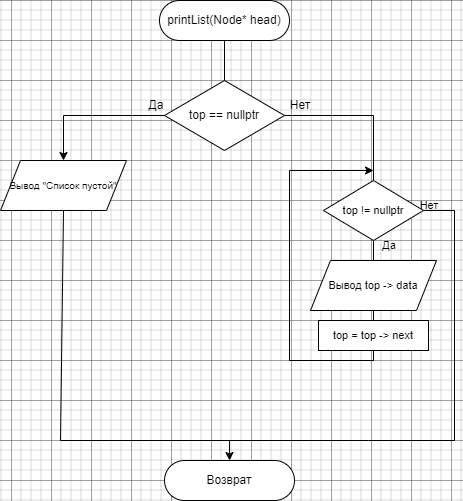 printList(Node* head)
Да
Нет
top == nullptr
Вывод "Список пустой"
top != nullptr
Нет
Да
Вывод top -> data
top = top -> next
Возврат